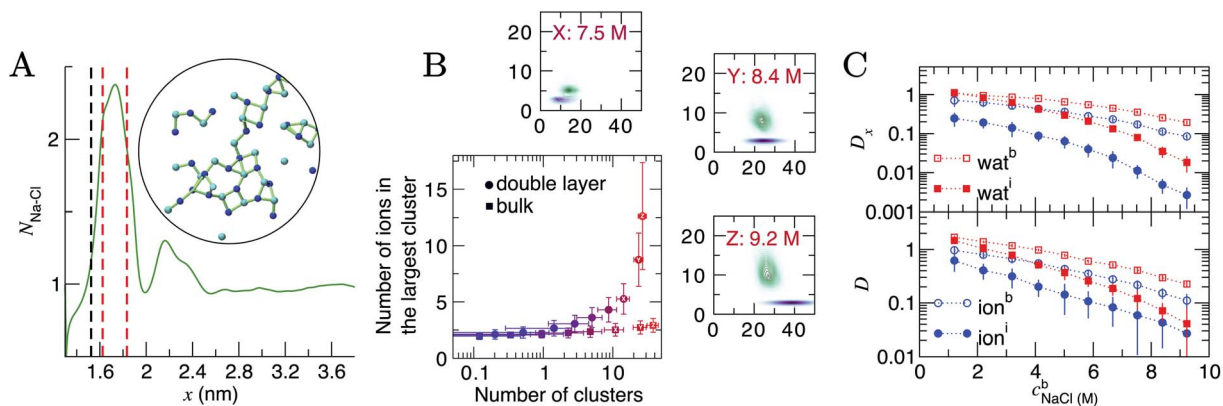 A
N_Na-Cl
2
1
1.6
2
2.4
2.8
3.2
3.6
x (nm)
B
X: 7.5 M
20
10
0
0
20
40
Y: 8.4 M
20
10
0
0
20
40
Z: 9.2 M
20
10
0
0
20
40
Number of ions in
the largest cluster
15
10
5
0
double layer
bulk
X
Y
Z
0.1
1
10
Number of clusters
C
D_x
1
0.1
0.01
0.001
wat^b
wat^i
D
1
0.1
0.01
ion^b
ion^i
0
2
4
6
8
10
c^b_NaCl (M)